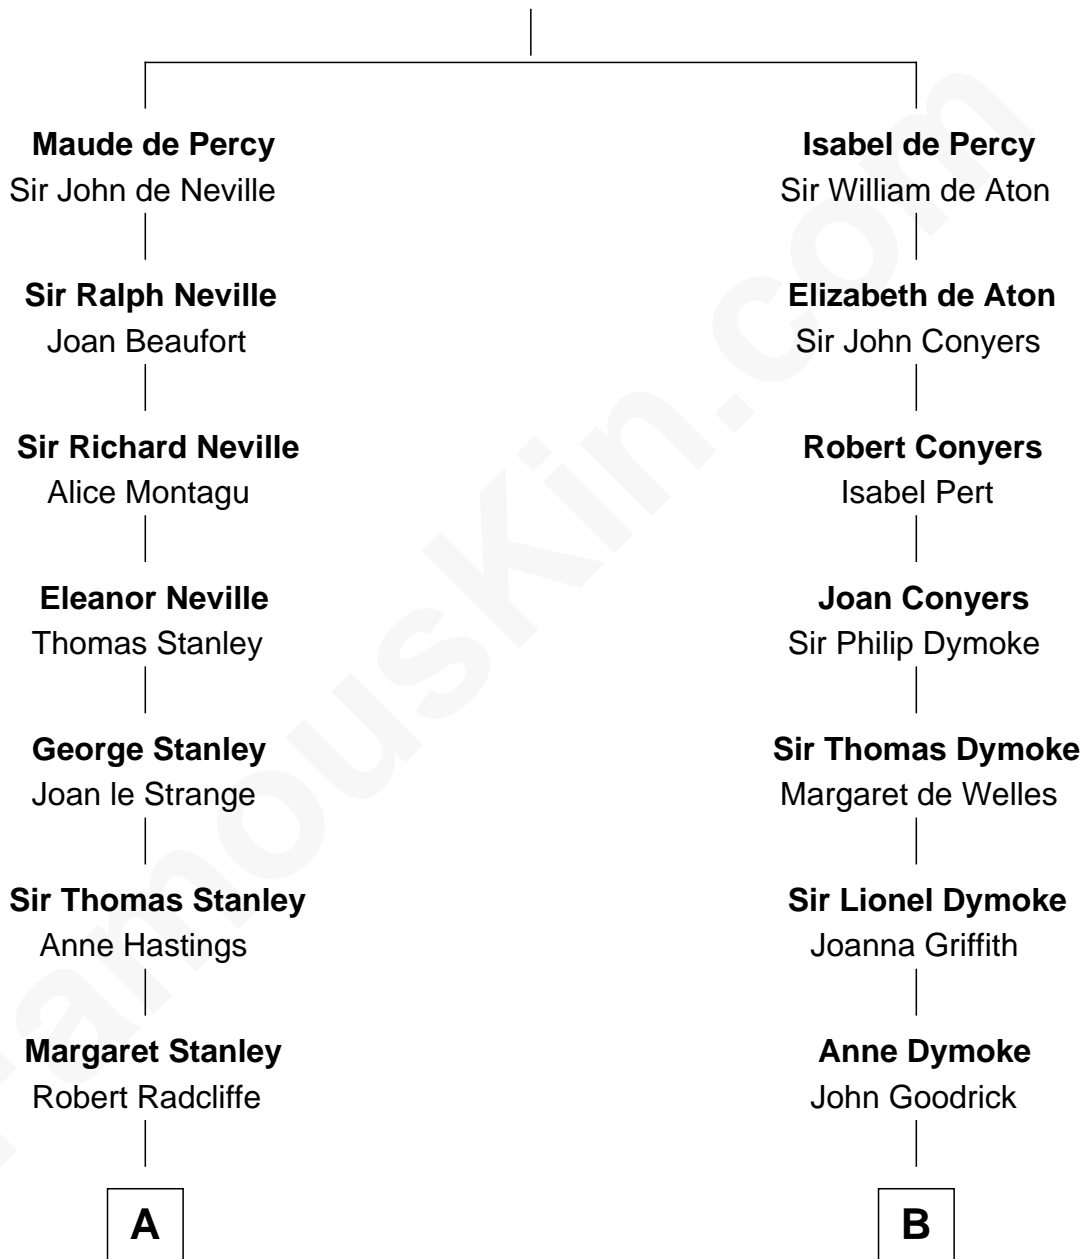 Maude de Percy
Sir John de Neville
Sir Ralph Neville
Joan Beaufort
Sir Richard Neville
Alice Montagu
Eleanor Neville
Thomas Stanley
George Stanley
Joan le Strange
Sir Thomas Stanley
Anne Hastings
Margaret Stanley
Robert Radcliffe
A
Isabel de Percy
Sir William de Aton
Elizabeth de Aton
Sir John Conyers
Robert Conyers
Isabel Pert
Joan Conyers
Sir Philip Dymoke
Sir Thomas Dymoke
Margaret de Welles
Sir Lionel Dymoke
Joanna Griffith
Anne Dymoke
John Goodrick
B
FamousKin.com